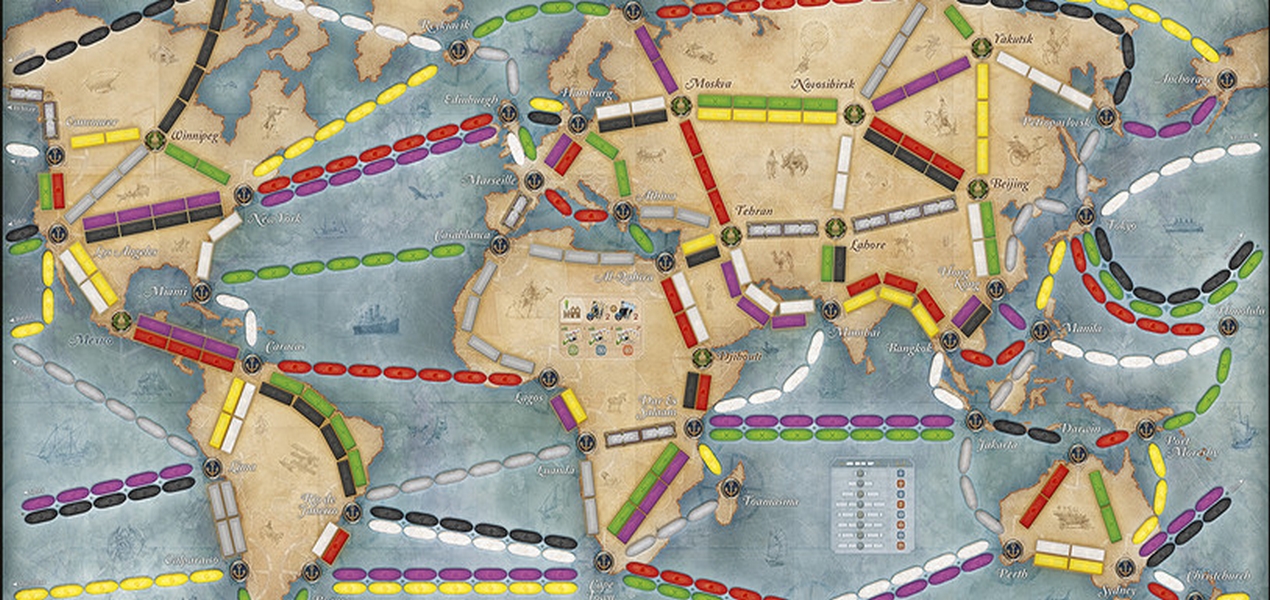 Reykjavik
Anchorage
Yakutsk
Moskva
Novosibirsk
Hamburg
Edinburgh
Petropavlovsk
Winnipeg
Marseille
Beijing
Athina
New York
Tehran
Tokyo
Casablanca
Lahore
Los Angeles
Al-Qahira
Hong
Kong
Miami
Honolulu
Mumbai
Manila
Mexico
Bangkok
Caracas
Djibouti
Lagos
Dar Es
Salaam
Darwin
Jakarta
Port
Moresby
Lima
Luanda
Rio de
Janeiro
Toamasina
Valparaiso
Perth
Cape
Town
Sydney
Christchurch